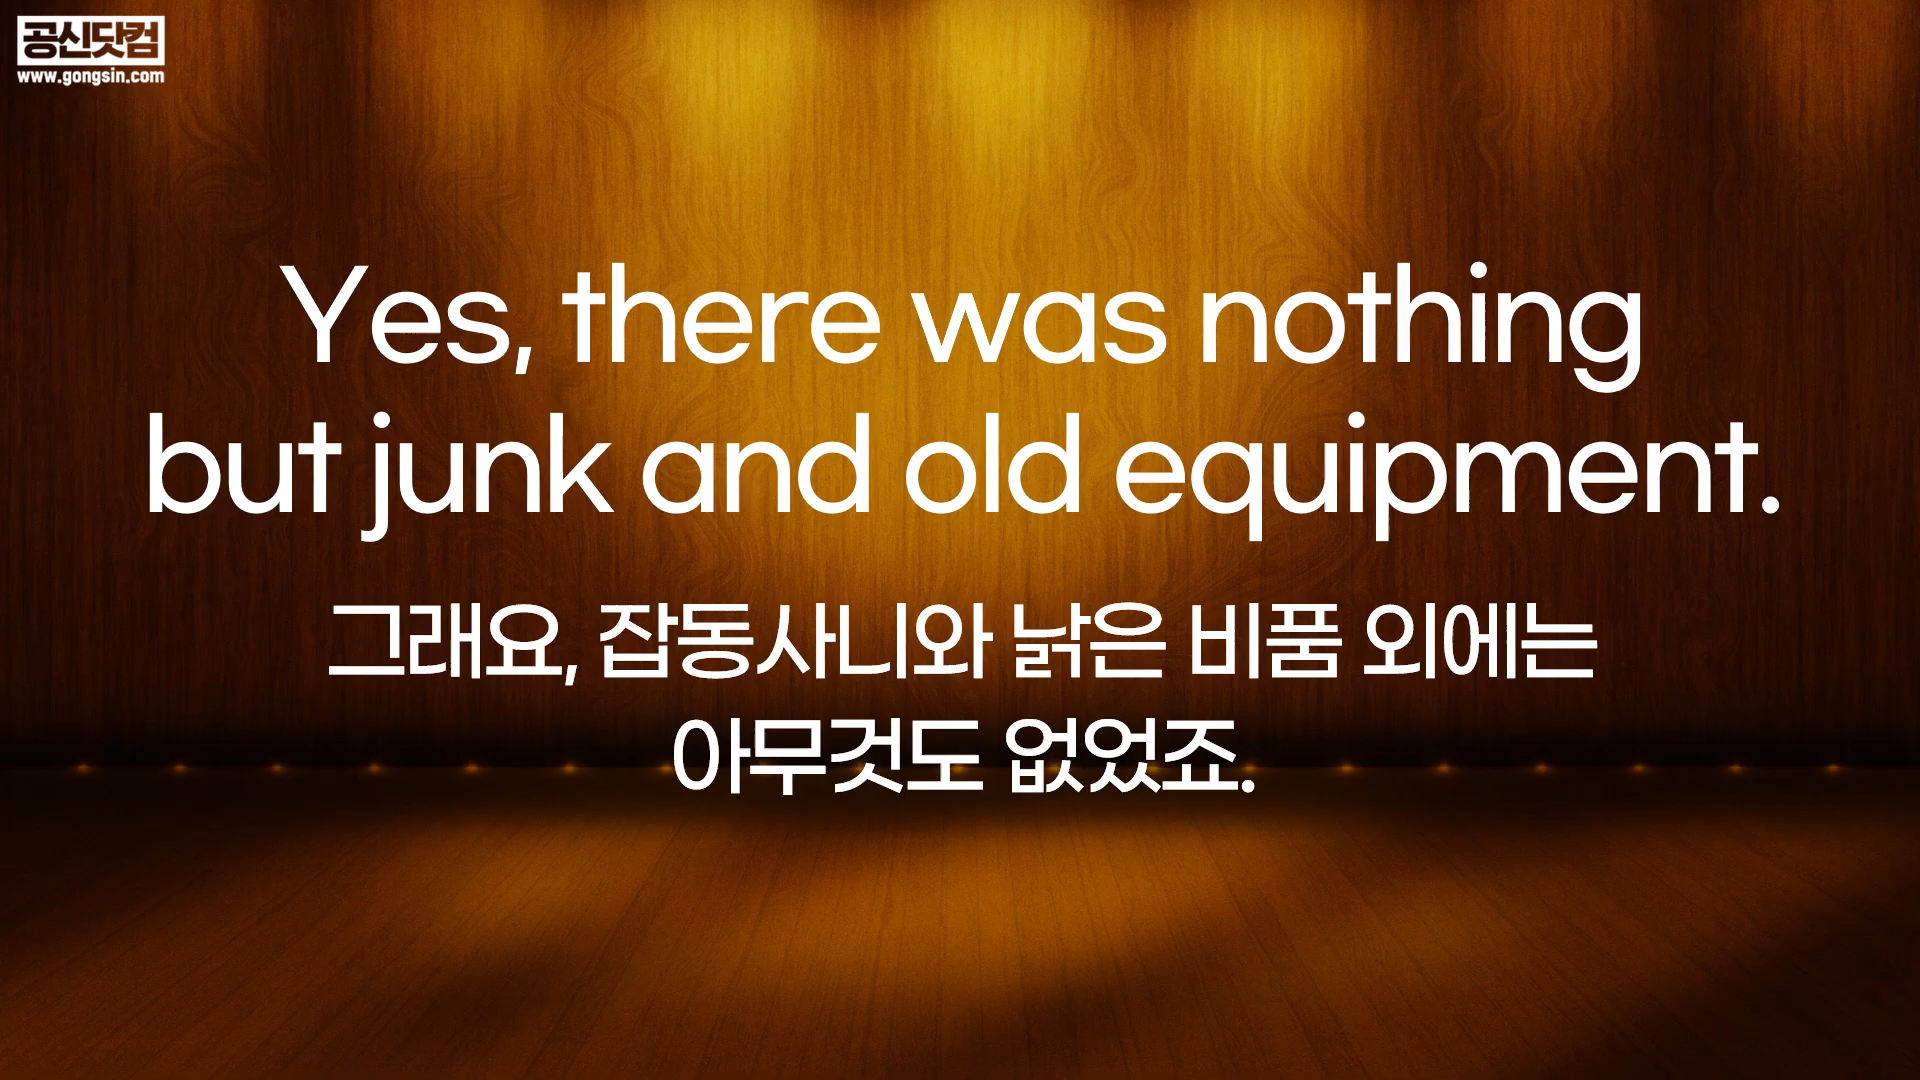 공신닷컴
www.gongsin.com
Yes, there was nothing
but junk and old equipment.
그래요, 잡동사니와 낡은 비품 외에는
아무것도 없었죠.